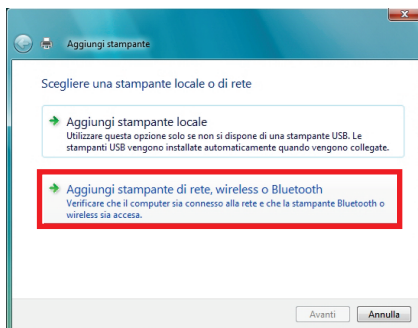 Aggiungi stampante
Scegliere una stampante locale o di rete
Aggiungi stampante locale
Utilizzare questa opzione solo se non si dispone di una stampante USB. Le
stampanti USB vengono installate automaticamente quando vengono collegate.
Aggiungi stampante di rete, wireless o Bluetooth
Verificare che il computer sia connesso alla rete e che la stampante Bluetooth o
wireless sia accesa.
Avanti Annulla